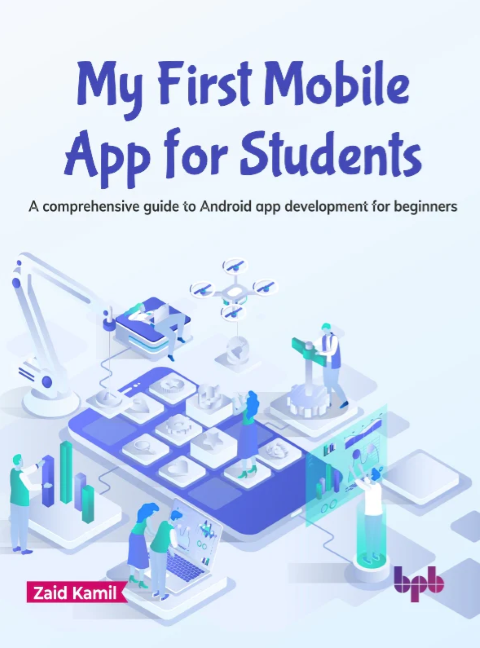 My First Mobile
App for Students
A comprehensive guide to Android app development for beginners
Zaid Kamil
bpb